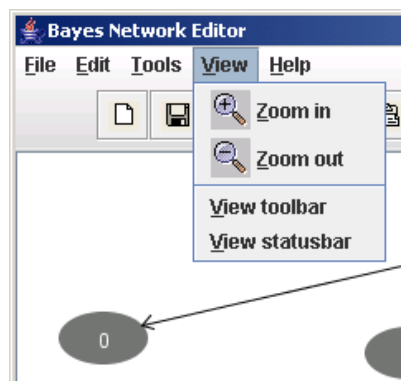 Bayes Network Editor
File Edit Tools View Help
Zoom in
Zoom out
View toolbar
View statusbar
0